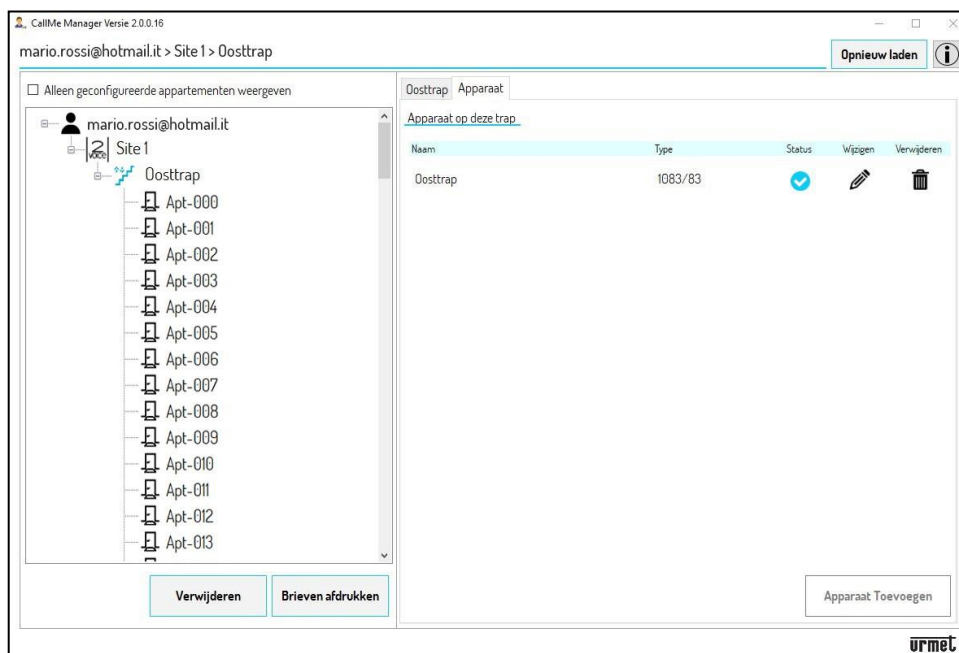 CallMe Manager Versie 2.0.0.16
mario.rossi@hotmail.it > Site 1 > Oosttrap
Opnieuw laden
Alleen geconfigureerde appartementen weergeven
mario.rossi@hotmail.it
2 VOICE Site 1
Oosttrap
Apt-000
Apt-001
Apt-002
Apt-003
Apt-004
Apt-005
Apt-006
Apt-007
Apt-008
Apt-009
Apt-010
Apt-011
Apt-012
Apt-013
Verwijderen Brieven afdrukken
Oosttrap Apparaat
Apparaat op deze trap
Naam Type Status Wijzigen Verwijderen
Oosttrap 1083/83
Apparaat Toevoegen
urmet